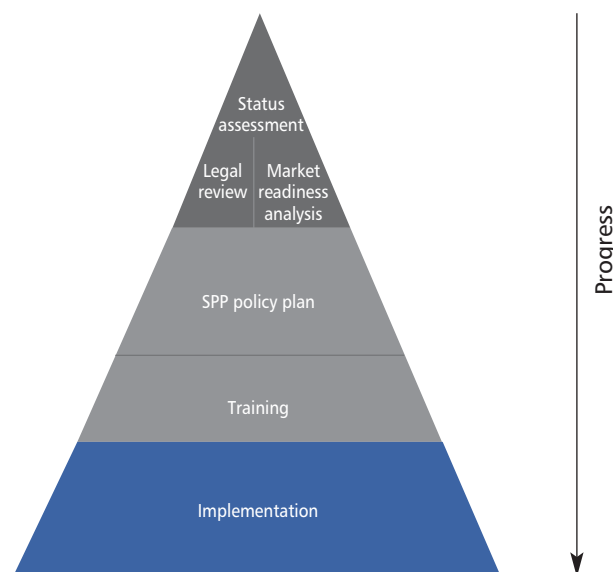 Status
assessment
Legal
review
Market
readiness
analysis
SPP policy plan
Training
Implementation
Progress